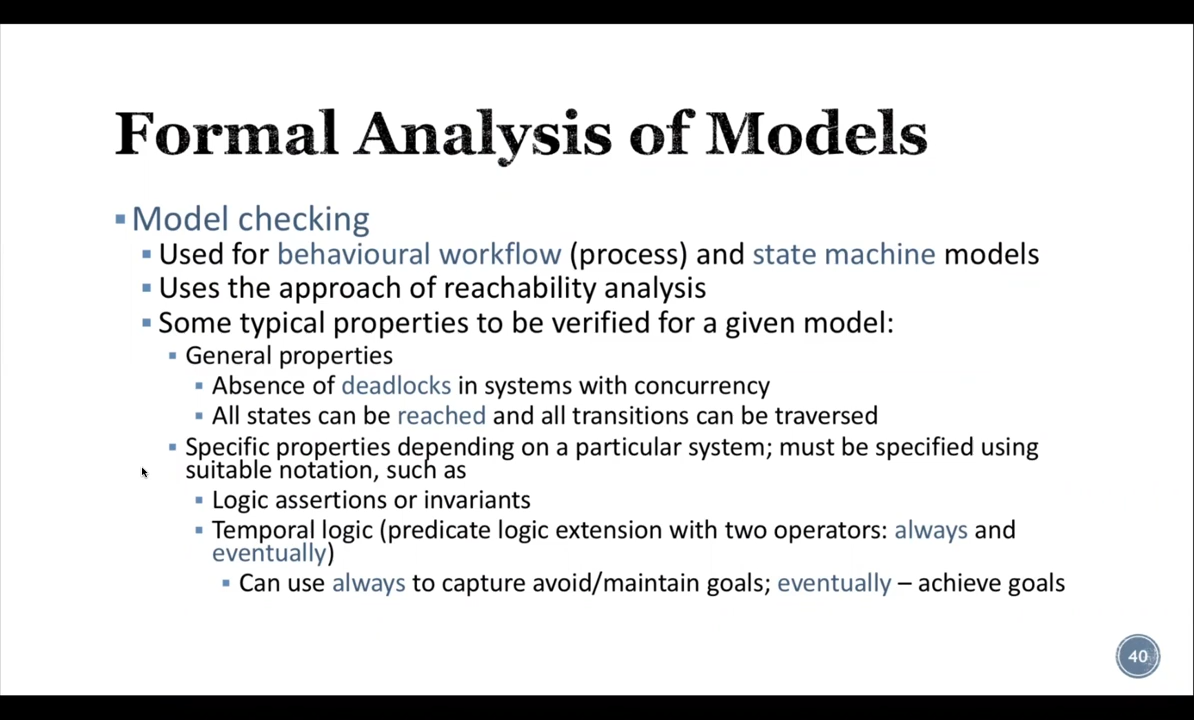 Formal Analysis of Models
Model checking
Used for behavioural workflow (process) and state machine models
Uses the approach of reachability analysis
Some typical properties to be verified for a given model:
General properties
Absence of deadlocks in systems with concurrency
All states can be reached and all transitions can be traversed
Specific properties depending on a particular system; must be specified using
suitable notation, such as
Logic assertions or invariants
Temporal logic (predicate logic extension with two operators: always and
eventually)
Can use always to capture avoid/maintain goals; eventually – achieve goals
40